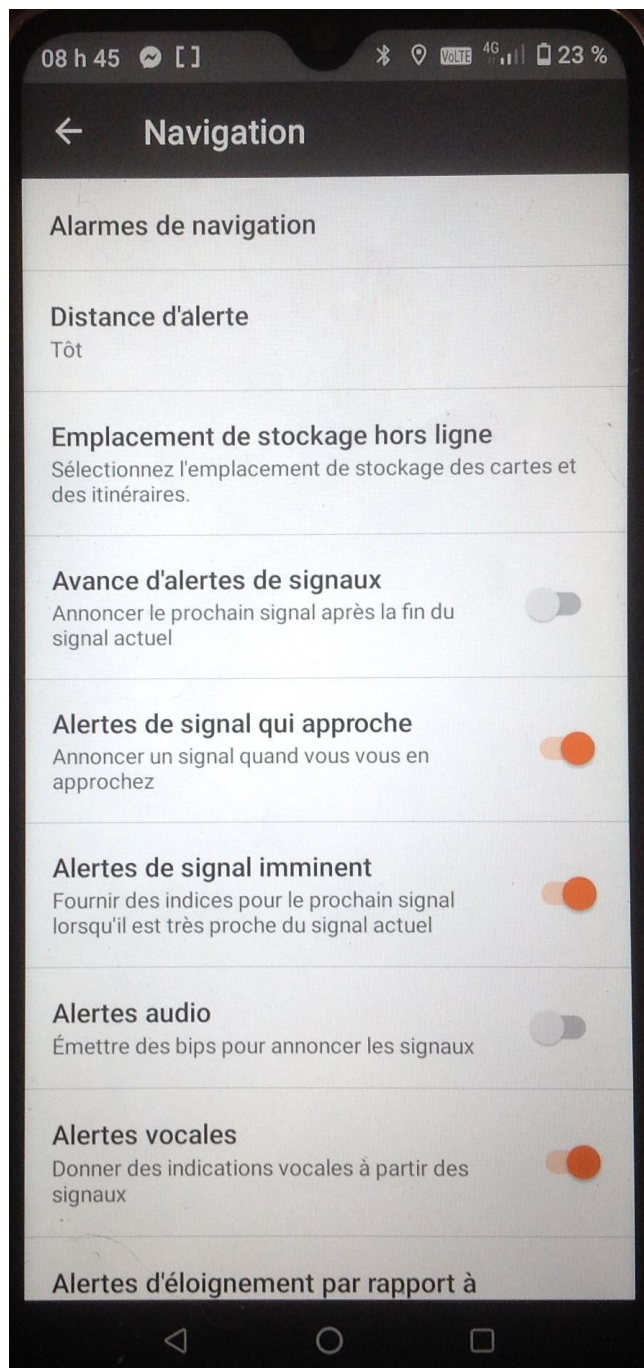 08 h 45 VoLTE 4G 23 %
Navigation
Alarmes de navigation
Distance d'alerte
Tôt
Emplacement de stockage hors ligne
Sélectionnez l'emplacement de stockage des cartes et
des itinéraires.
Avance d'alertes de signaux
Annoncer le prochain signal après la fin du
signal actuel
Alertes de signal qui approche
Annoncer un signal quand vous vous en
approchez
Alertes de signal imminent
Fournir des indices pour le prochain signal
lorsqu'il est très proche du signal actuel
Alertes audio
Émettre des bips pour annoncer les signaux
Alertes vocales
Donner des indications vocales à partir des
signaux
Alertes d'éloignement par rapport à